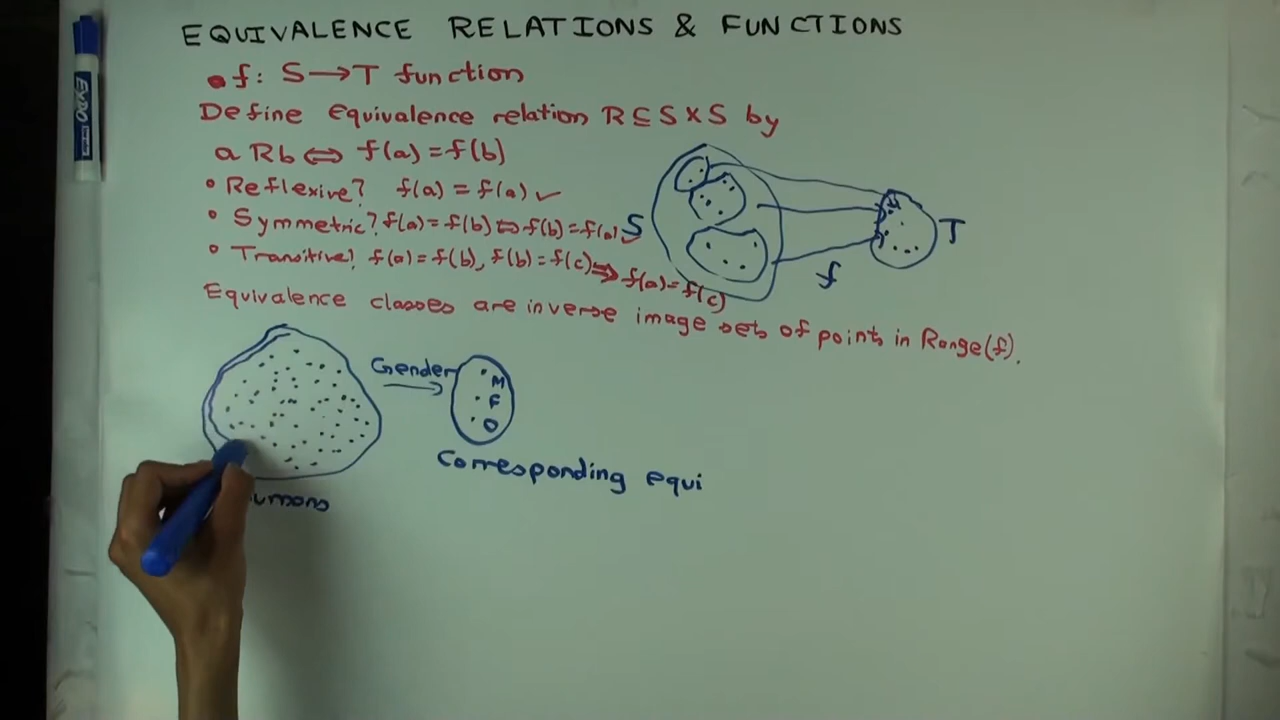 EQUIVALENCE RELATIONS & FUNCTIONS
• f: S→T function
Define equivalence relation R⊆S×S by
a R b ⇔ f(a) = f(b)
• Reflexive? f(a) = f(a) ✓
• Symmetric? f(a) = f(b) ⇔ f(b) = f(a) ✓
• Transitive? f(a) = f(b), f(b) = f(c) ⇒ f(a) = f(c)
S
T
f
Equivalence classes are inverse image sets of points in Range(f).
Gender
M
F
O
Corresponding equi
EXPO